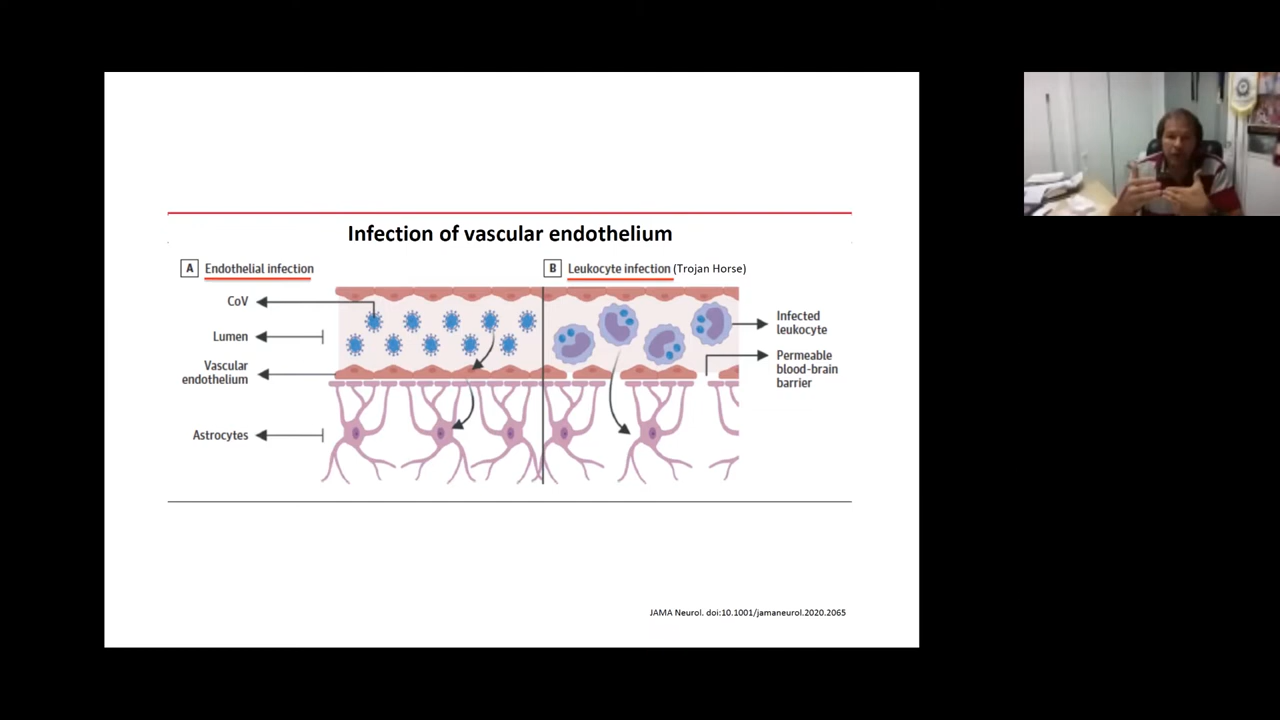 Infection of vascular endothelium
A Endothelial infection
B Leukocyte infection (Trojan Horse)
CoV
Lumen
Vascular
endothelium
Astrocytes
Infected
leukocyte
Permeable
blood-brain
barrier
JAMA Neurol. doi:10.1001/jamaneurol.2020.2065